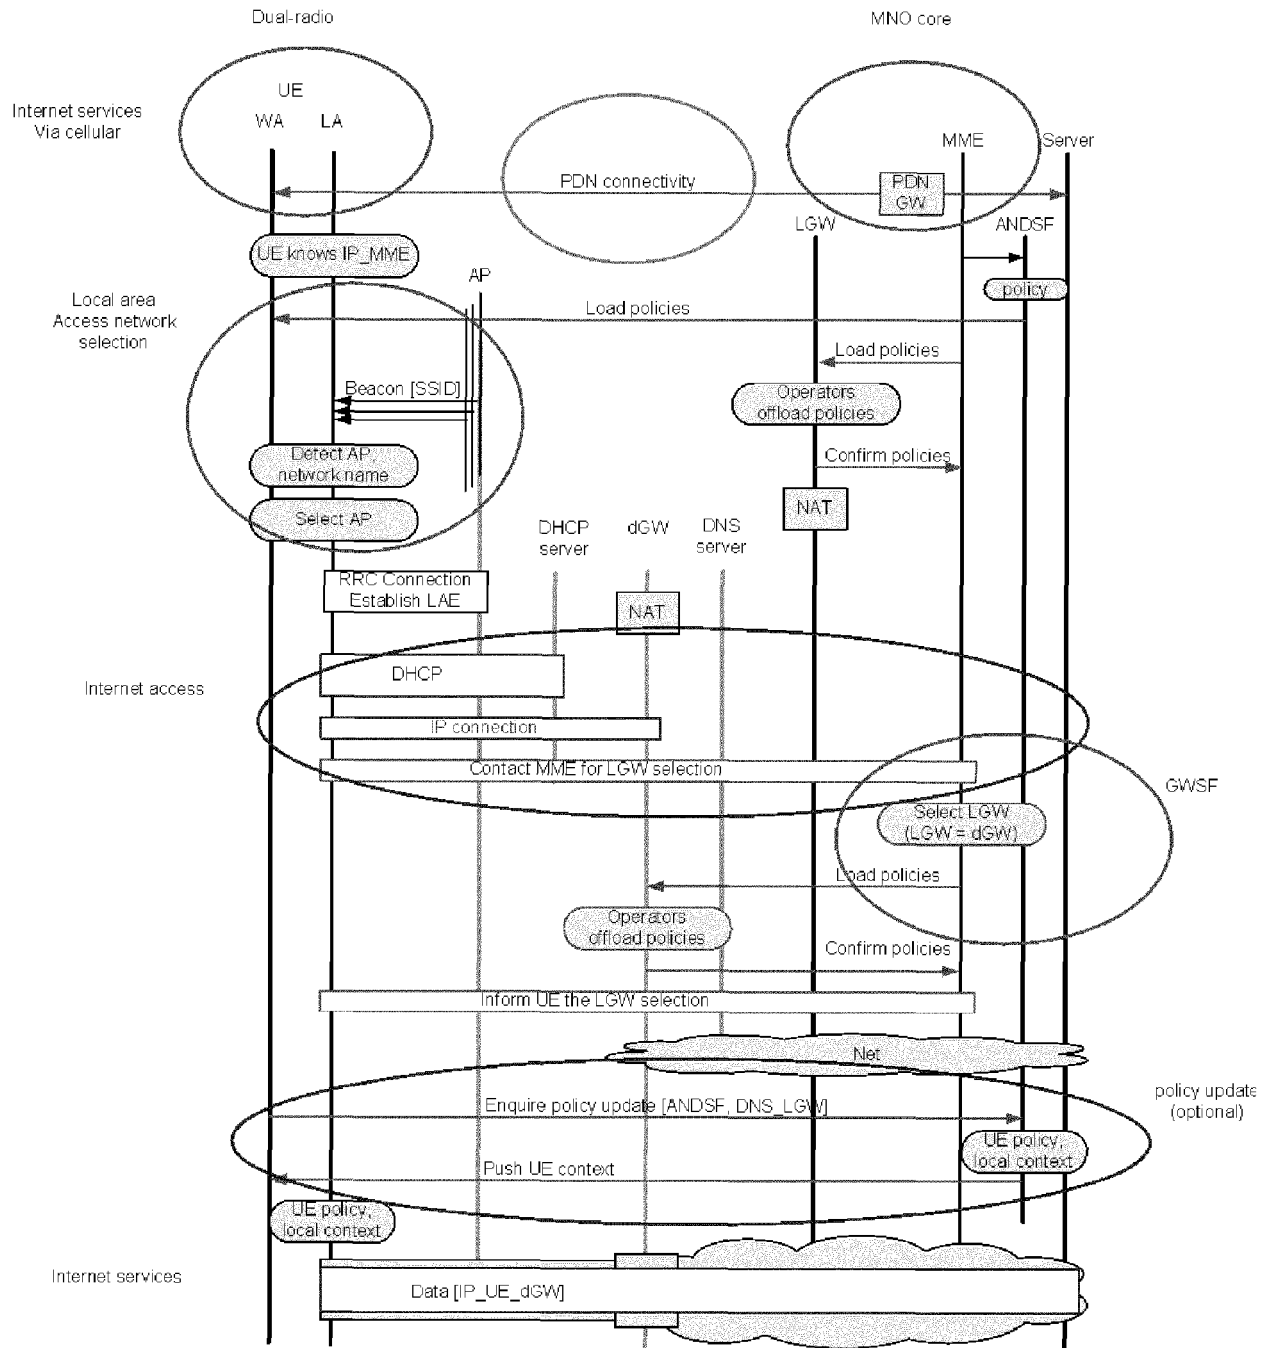 Dual-radio
MNO core
UE
Internet services
Via cellular
WA
LA
MME
Server
PDN connectivity
PDN
GW
LGW
ANDSF
UE knows IP_MME
AP
policy
Local area
Access network
selection
Load policies
Load policies
Beacon [SSID]
Operators
offload policies
Detect AP,
network name
Confirm policies
Select AP
NAT
DHCP
server
dGW
DNS
server
RRC Connection
Establish LAE
NAT
DHCP
Internet access
IP connection
Contact MME for LGW selection
GWSF
Select LGW
(LGW = dGW)
Load policies
Operators
offload policies
Confirm policies
Inform UE the LGW selection
Net
Enquire policy update [ANDSF, DNS_LGW]
policy update
(optional)
UE policy,
local context
Push UE context
UE policy,
local context
Internet services
Data [IP_UE_dGW]